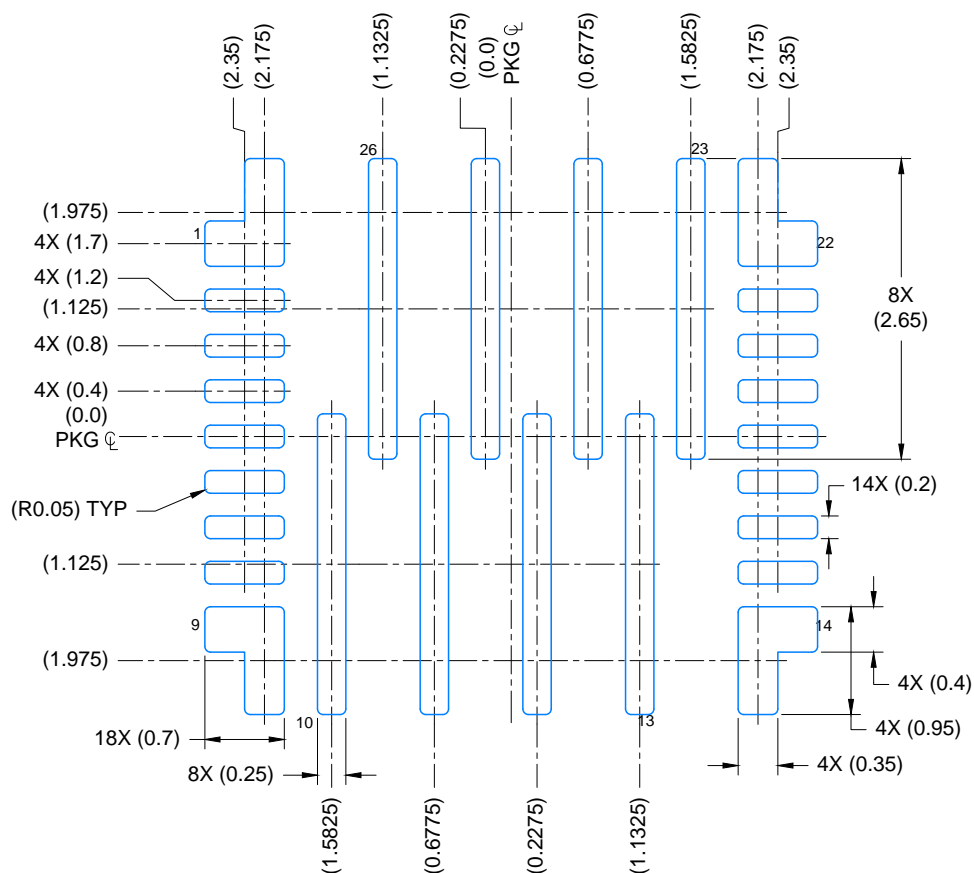 (2.35)
(2.175)
(1.1325)
(0.2275)
(0.0)
PKG ℄
(0.6775)
(1.5825)
(2.175)
(2.35)
26
23
(1.975)
1
4X (1.7)
22
4X (1.2)
(1.125)
8X
(2.65)
4X (0.8)
4X (0.4)
(0.0)
PKG ℄
14X (0.2)
(R0.05) TYP
(1.125)
9
14
(1.975)
4X (0.4)
10
13
4X (0.95)
18X (0.7)
4X (0.35)
8X (0.25)
(1.5825)
(0.6775)
(0.2275)
(1.1325)